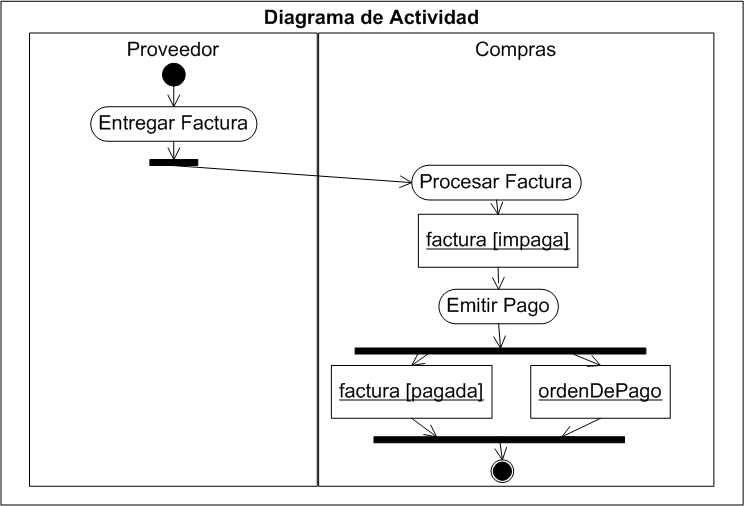 Diagrama de Actividad
Proveedor
Compras
Entregar Factura
Procesar Factura
factura [impaga]
Emitir Pago
factura [pagada]
ordenDePago